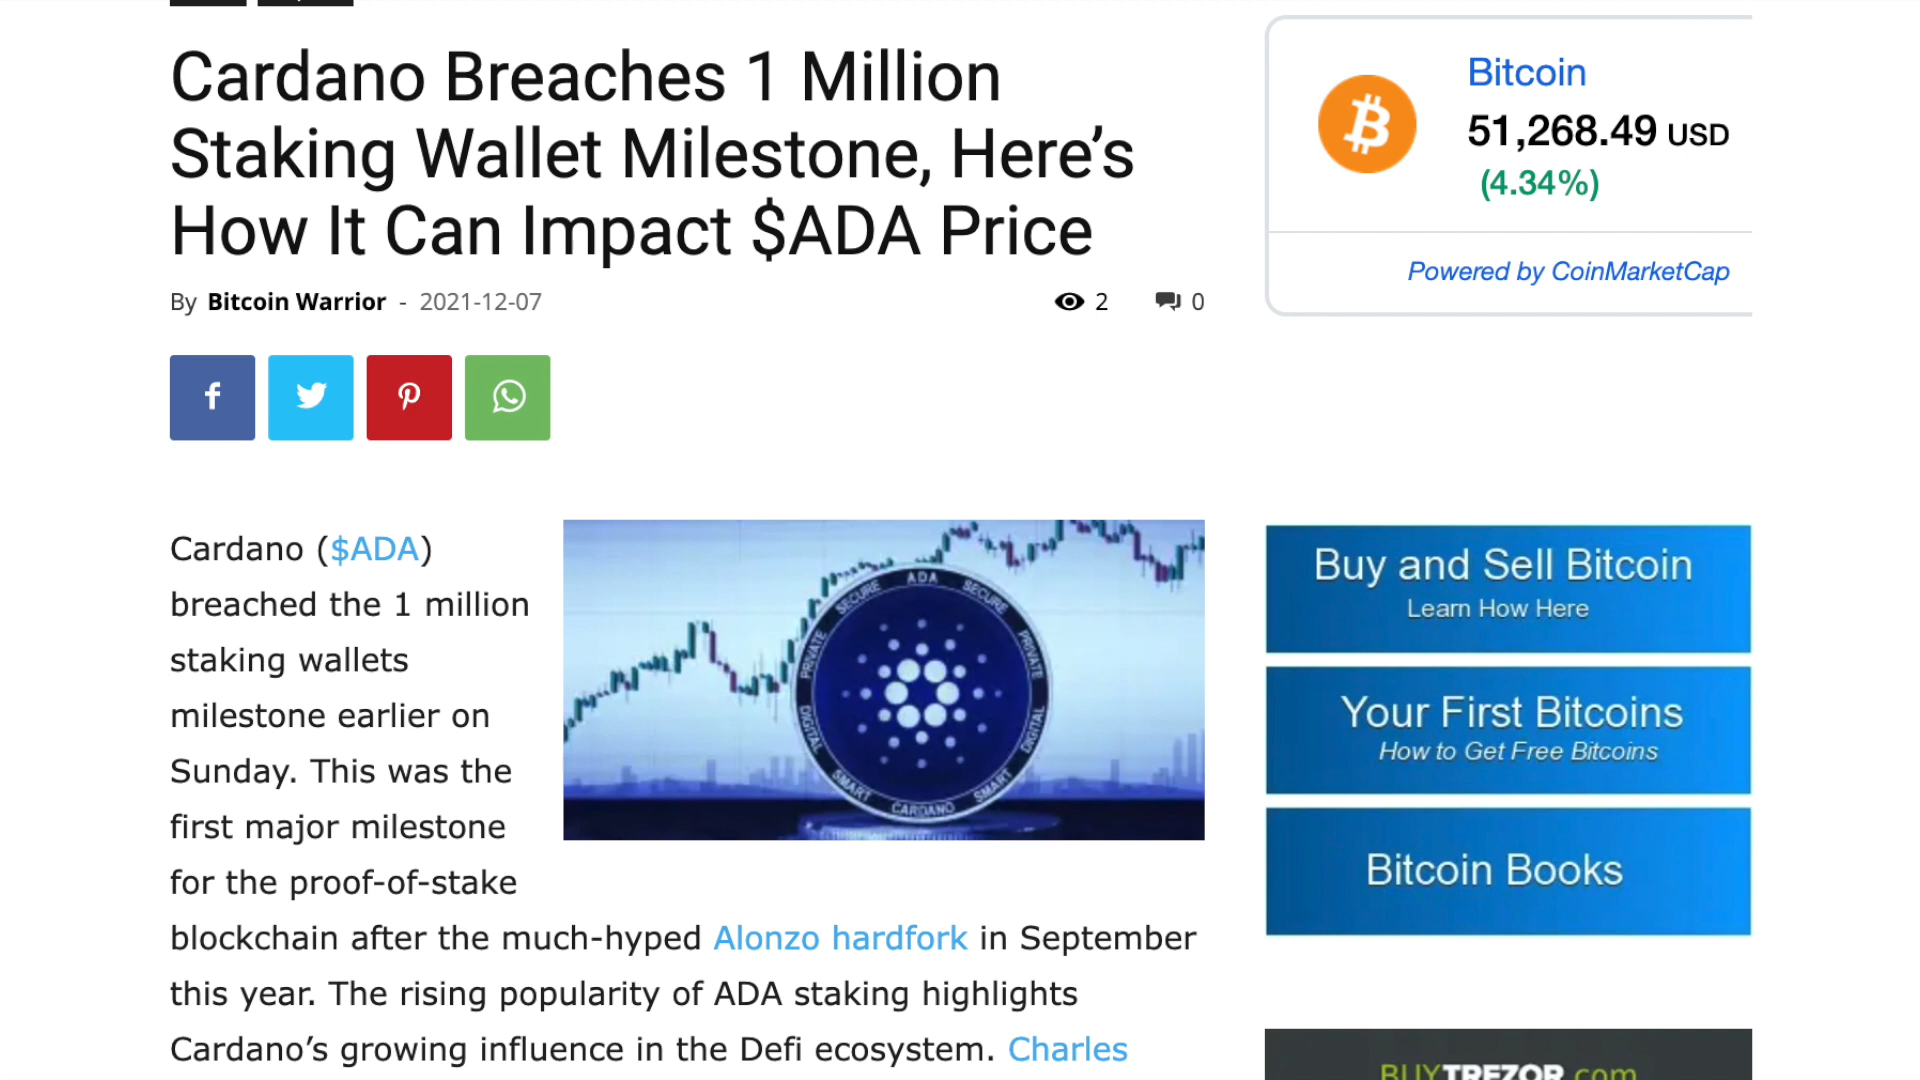 Cardano Breaches 1 Million
Staking Wallet Milestone, Here’s
How It Can Impact $ADA Price
By Bitcoin Warrior - 2021-12-07
2
0
Bitcoin
51,268.49 USD
(4.34%)
Powered by CoinMarketCap
Cardano ($ADA)
breached the 1 million
staking wallets
milestone earlier on
Sunday. This was the
first major milestone
for the proof-of-stake
blockchain after the much-hyped Alonzo hardfork in September
this year. The rising popularity of ADA staking highlights
Cardano’s growing influence in the Defi ecosystem. Charles
ADA
SECURE
SECURE
PRIVATE
PRIVATE
DIGITAL
DIGITAL
SMART
SMART
CARDANO
Buy and Sell Bitcoin
Learn How Here
Your First Bitcoins
How to Get Free Bitcoins
Bitcoin Books
BUYTREZOR.com